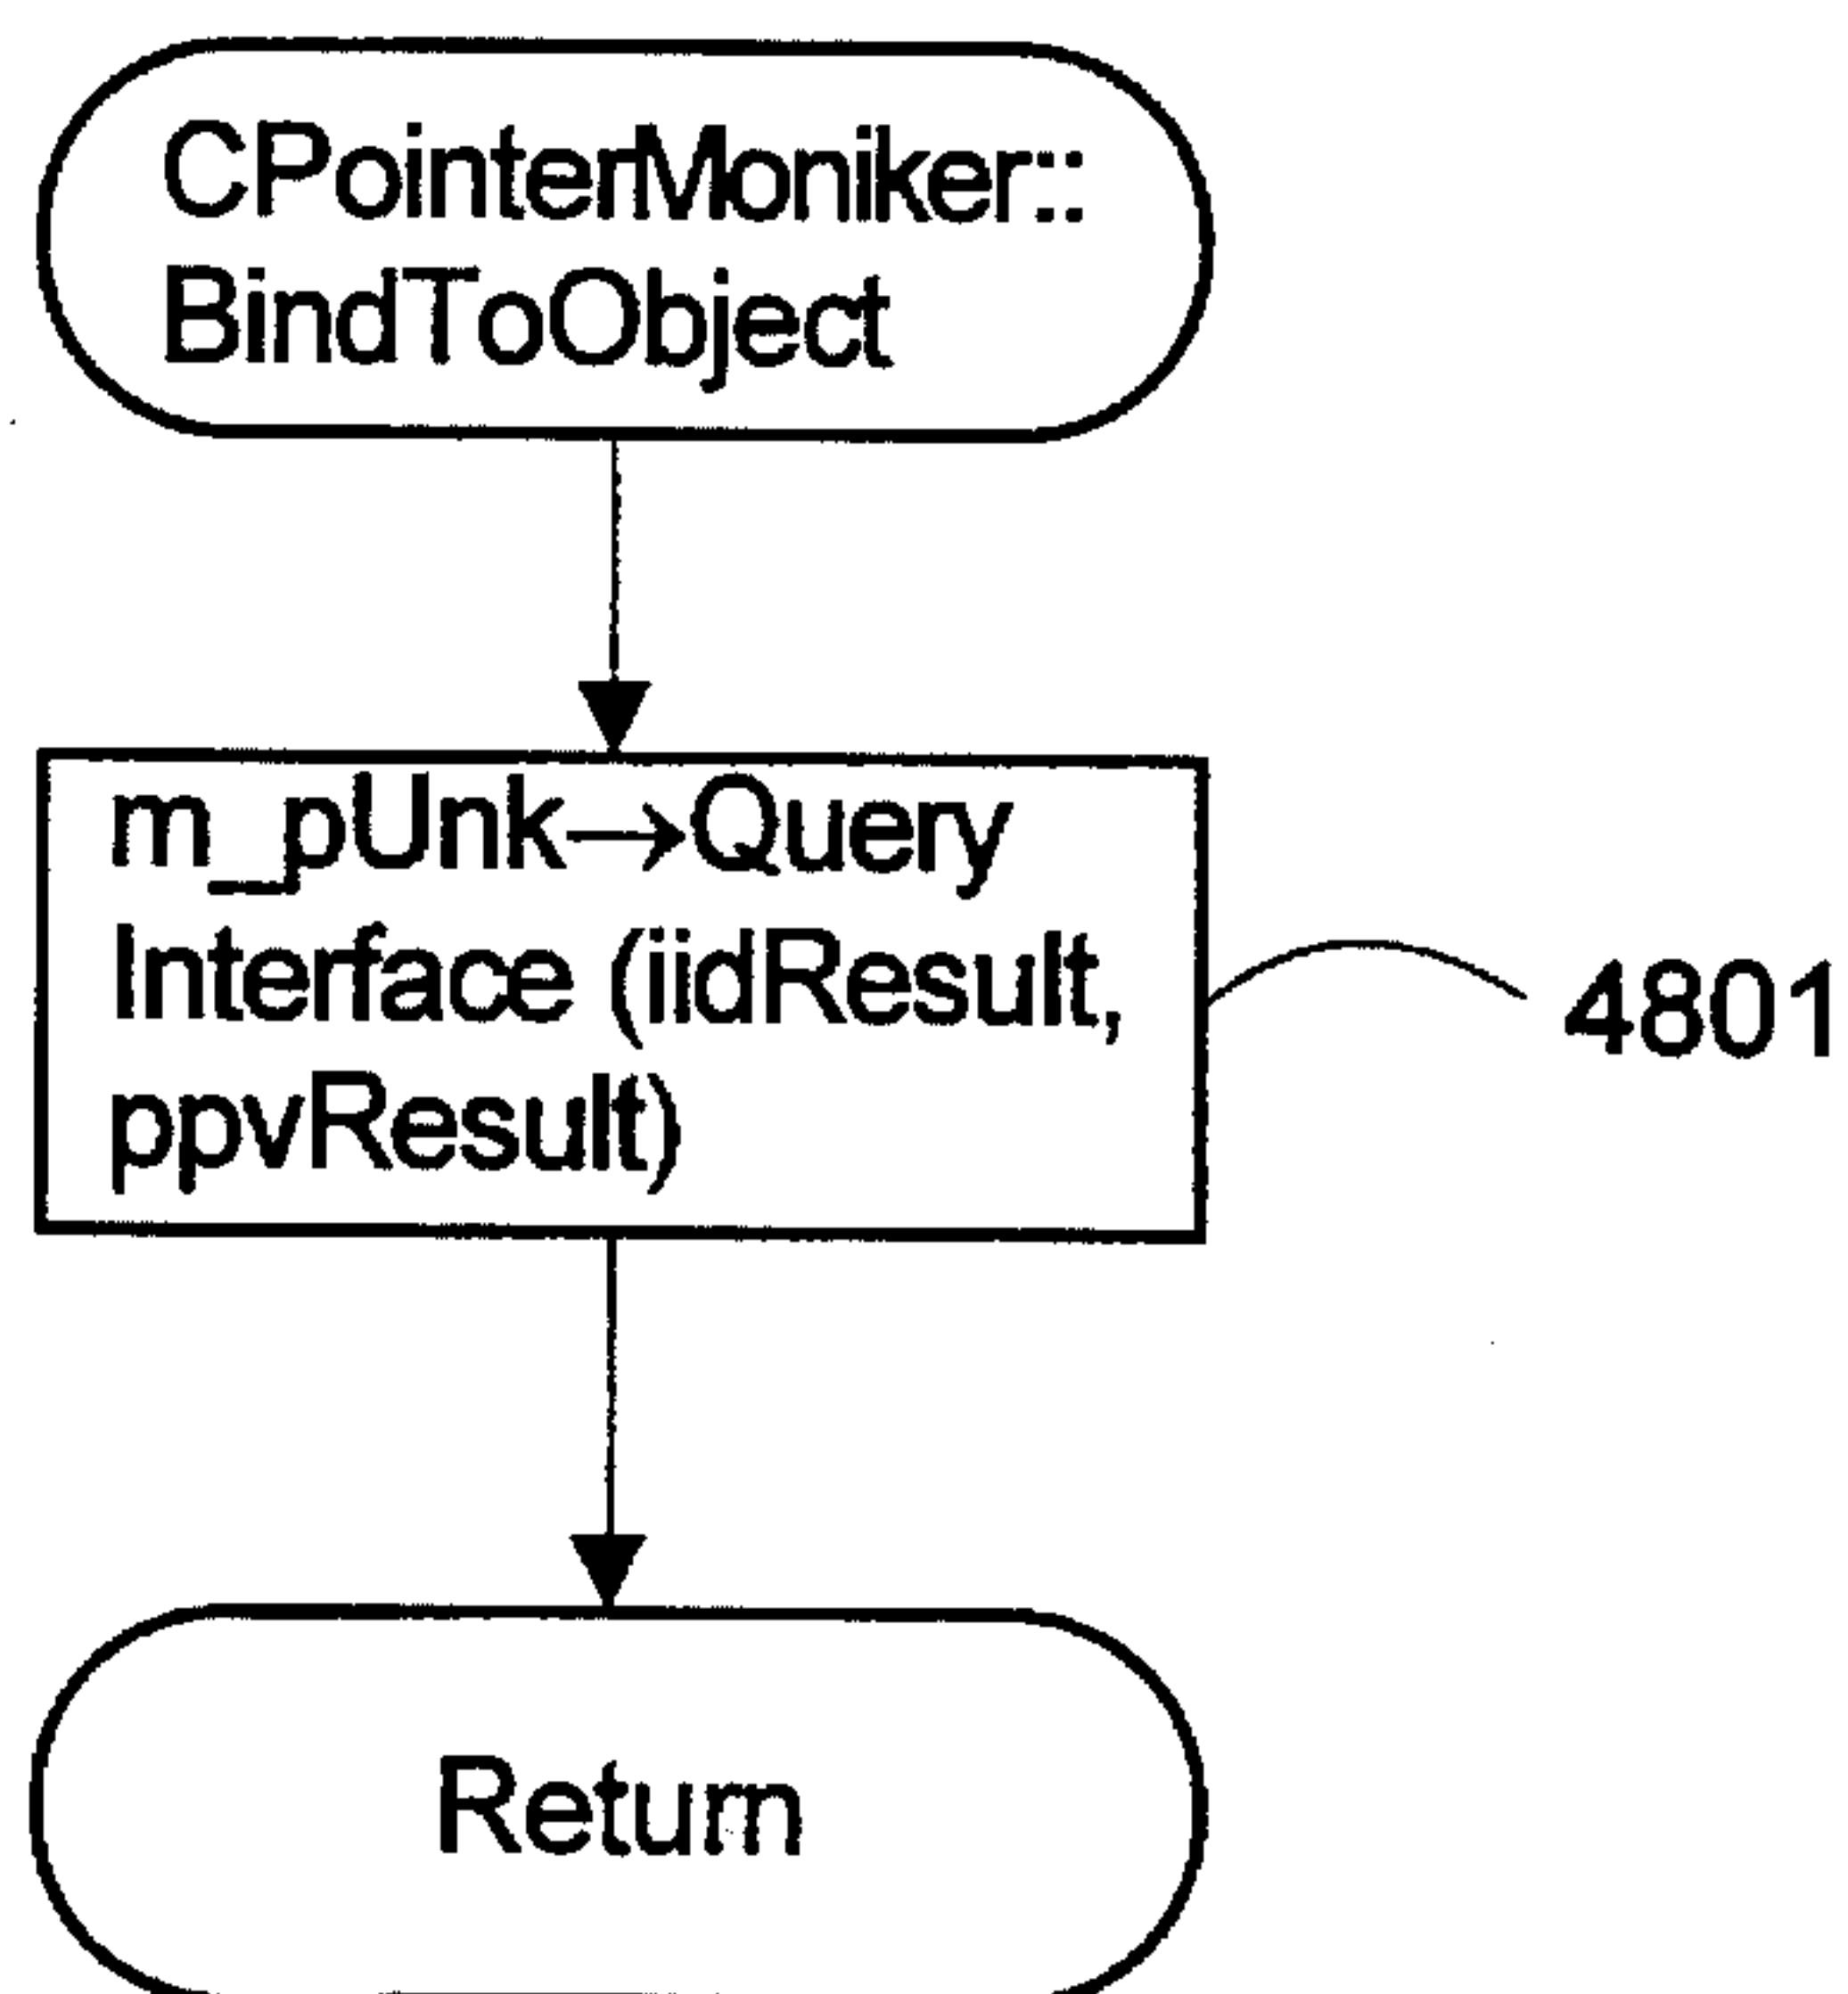 CPointerMoniker::
BindToObject
m_pUnk→Query
Interface (iidResult,
ppvResult)
4801
Return